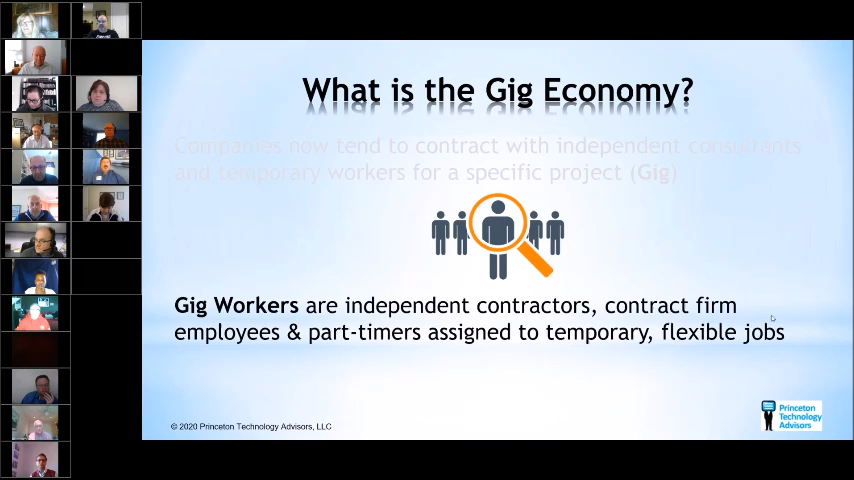 What is the Gig Economy?
Companies now tend to contract with independent consultants
and temporary workers for a specific project (Gig)
Gig Workers are independent contractors, contract firm
employees & part-timers assigned to temporary, flexible jobs
© 2020 Princeton Technology Advisors, LLC
Princeton
Technology
Advisors